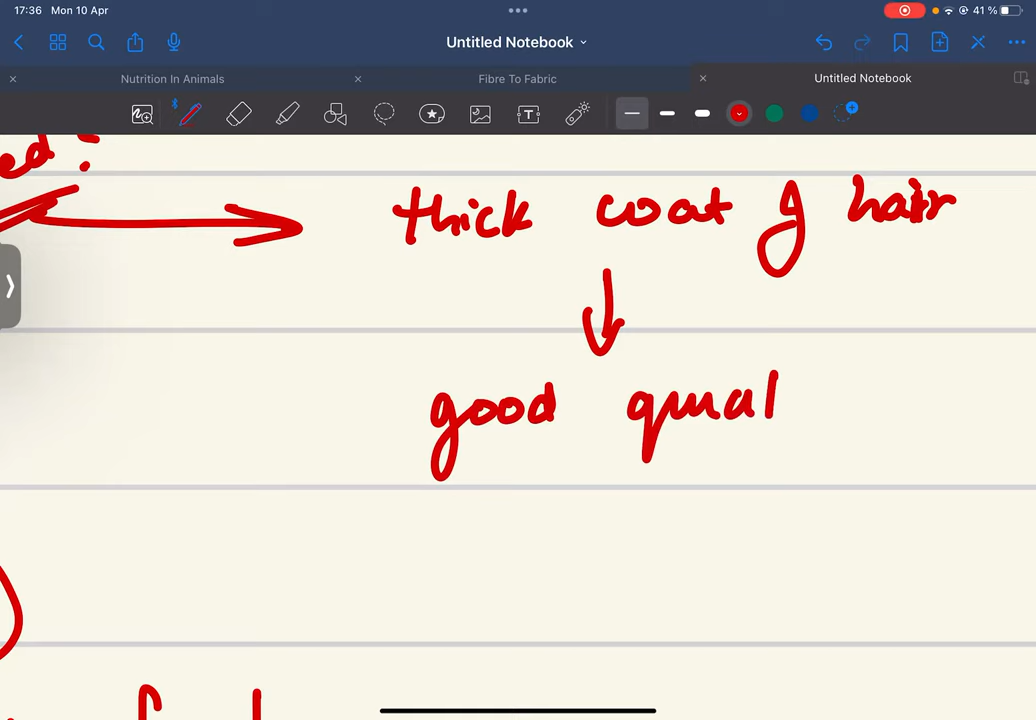 17:36 Mon 10 Apr
41 %
Untitled Notebook
Nutrition In Animals
Fibre To Fabric
Untitled Notebook
ed?
thick coat of hair
good qual